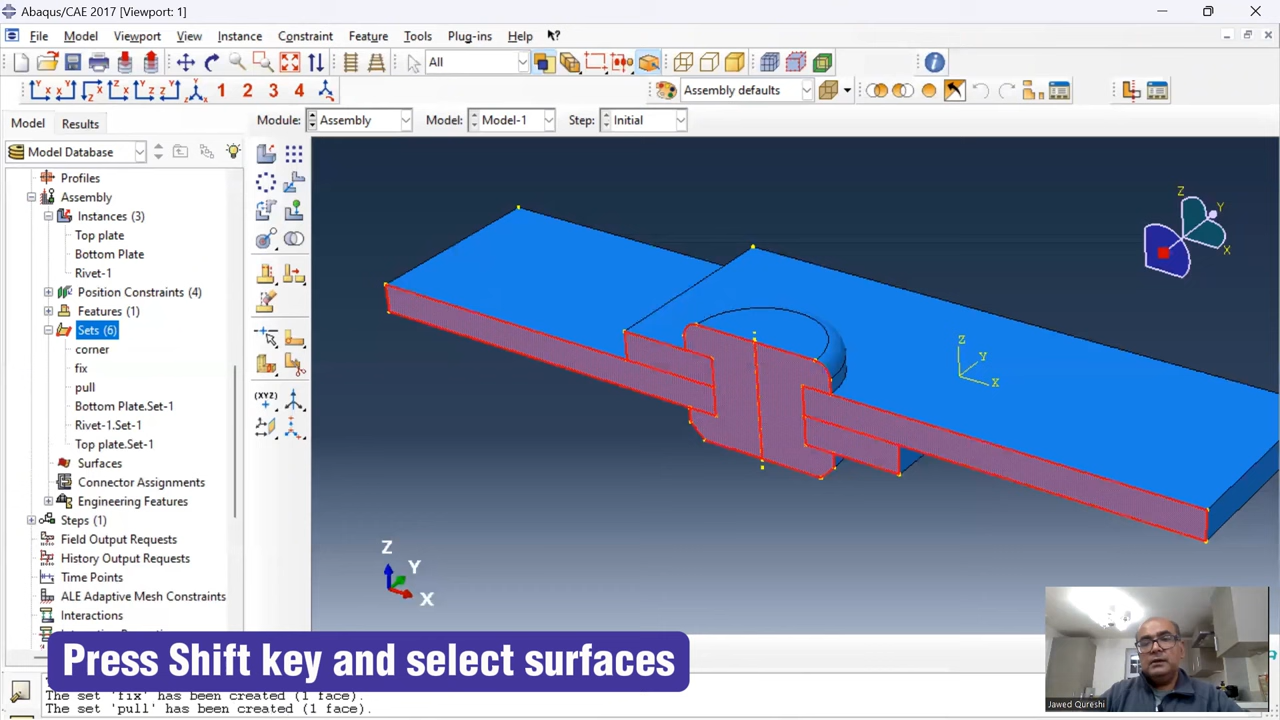 Abaqus/CAE 2017 [Viewport: 1]
File Model Viewport View Instance Constraint Feature Tools Plug-ins Help
All
1 2 3 4 Assembly defaults
Model Results Module: Assembly Model: Model-1 Step: Initial
Model Database
Profiles
Assembly
Instances (3)
Top plate
Bottom Plate
Rivet-1
Position Constraints (4)
Features (1)
Sets (6)
corner
fix
pull
Bottom Plate.Set-1
Rivet-1.Set-1
Top plate.Set-1
Surfaces
Connector Assignments
Engineering Features
Steps (1)
Field Output Requests
History Output Requests
Time Points
ALE Adaptive Mesh Constraints
Interactions
(XYZ)
Z
Y
X
Z
Y
X
Z
Y
X
Press Shift key and select surfaces
The set 'fix' has been created (1 face).
The set 'pull' has been created (1 face).
Jawed Qureshi